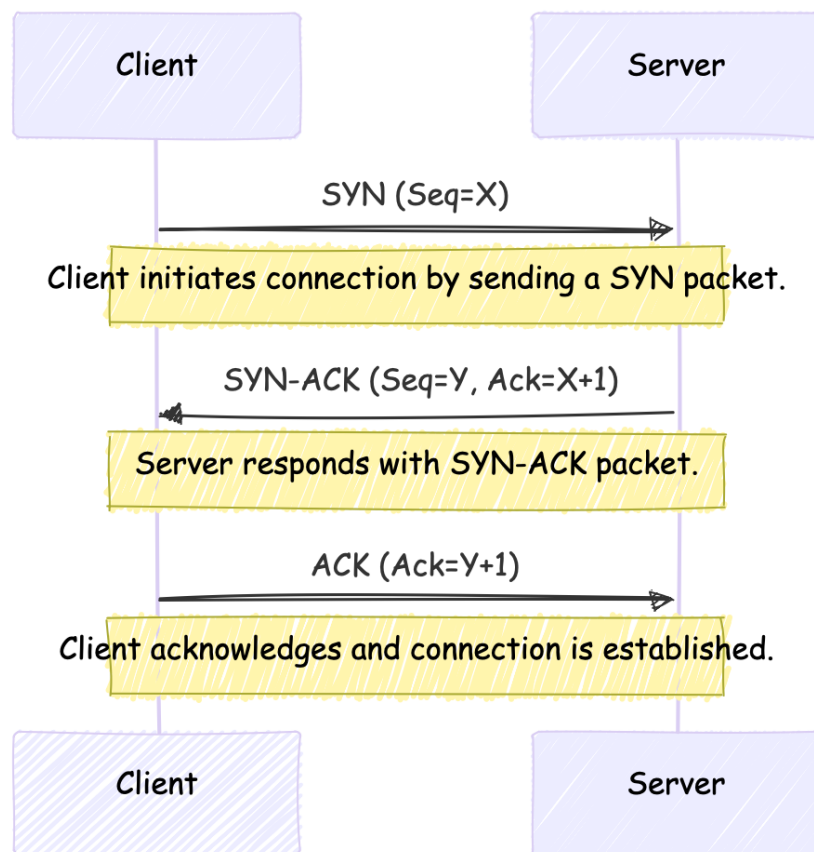 Client
Server
SYN (Seq=X)
Client initiates connection by sending a SYN packet.
SYN-ACK (Seq=Y, Ack=X+1)
Server responds with SYN-ACK packet.
ACK (Ack=Y+1)
Client acknowledges and connection is established.
Client
Server